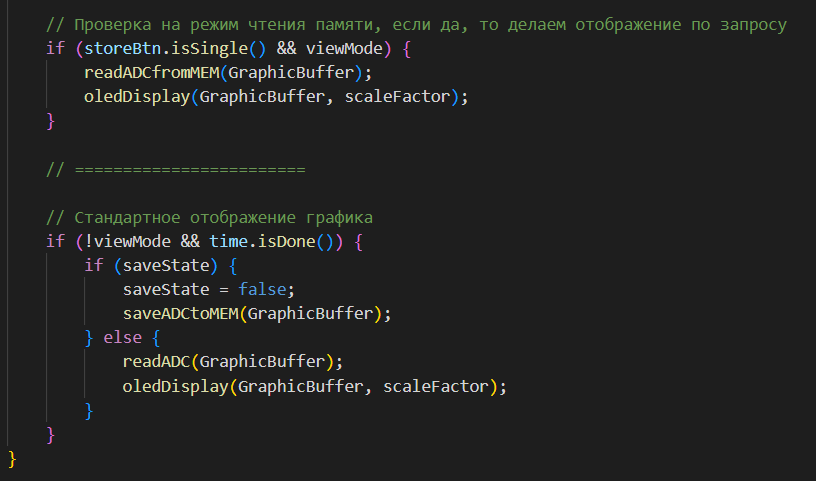 // Проверка на режим чтения памяти, если да, то делаем отображение по запросу
if (storeBtn.isSingle() && viewMode) {
readADCfromMEM(GraphicBuffer);
oledDisplay(GraphicBuffer, scaleFactor);
}
// ========================
// Стандартное отображение графика
if (!viewMode && time.isDone()) {
if (saveState) {
saveState = false;
saveADCtoMEM(GraphicBuffer);
} else {
readADC(GraphicBuffer);
oledDisplay(GraphicBuffer, scaleFactor);
}
}
}